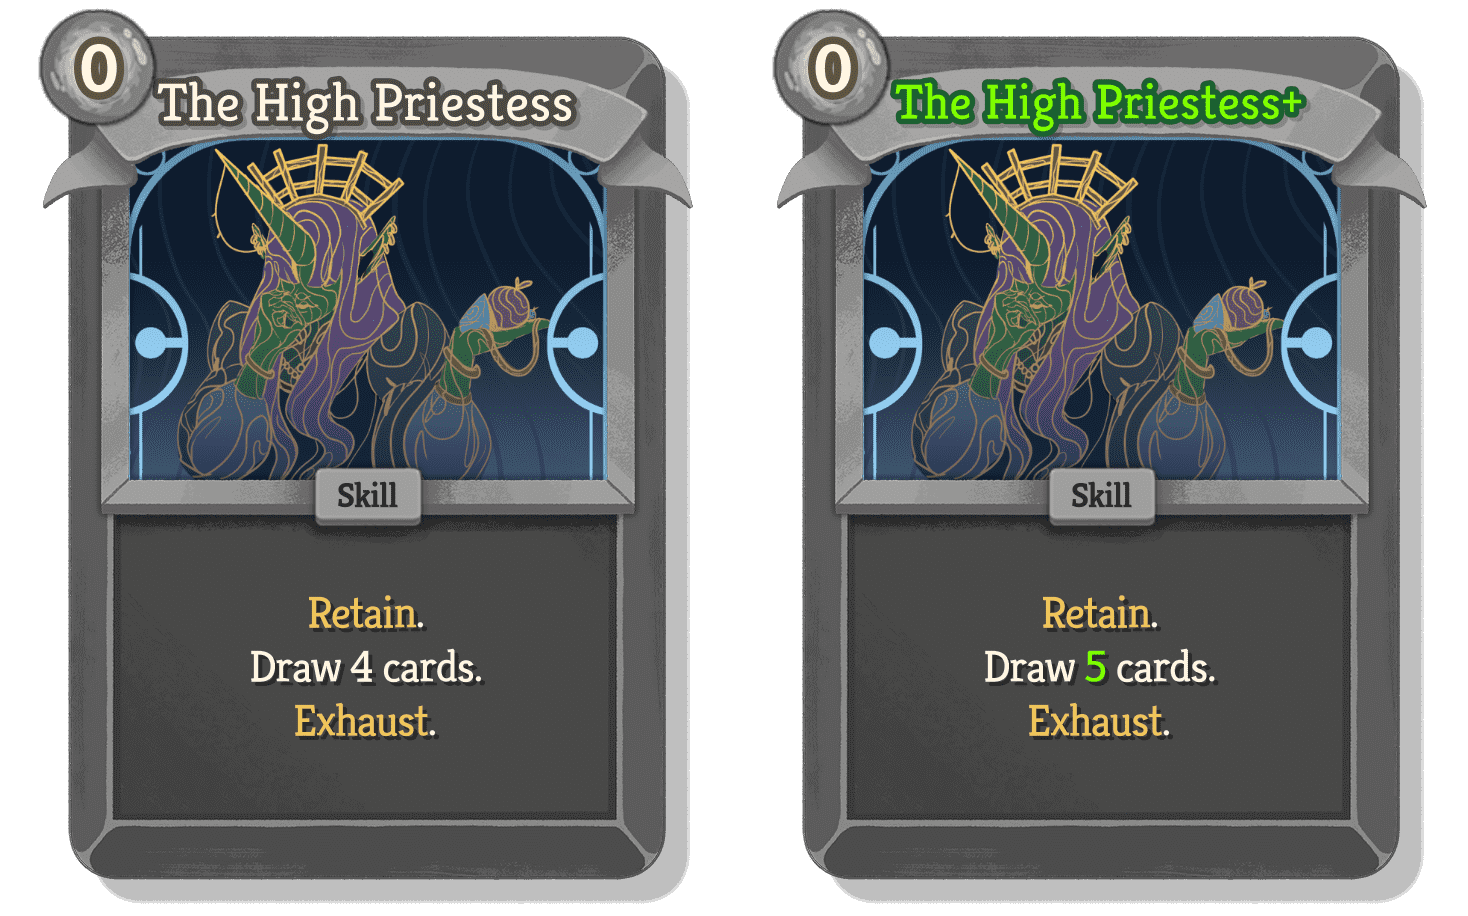 0
The High Priestess
Skill
Retain.
Draw 4 cards.
Exhaust.
0
The High Priestess+
Skill
Retain.
Draw 5 cards.
Exhaust.